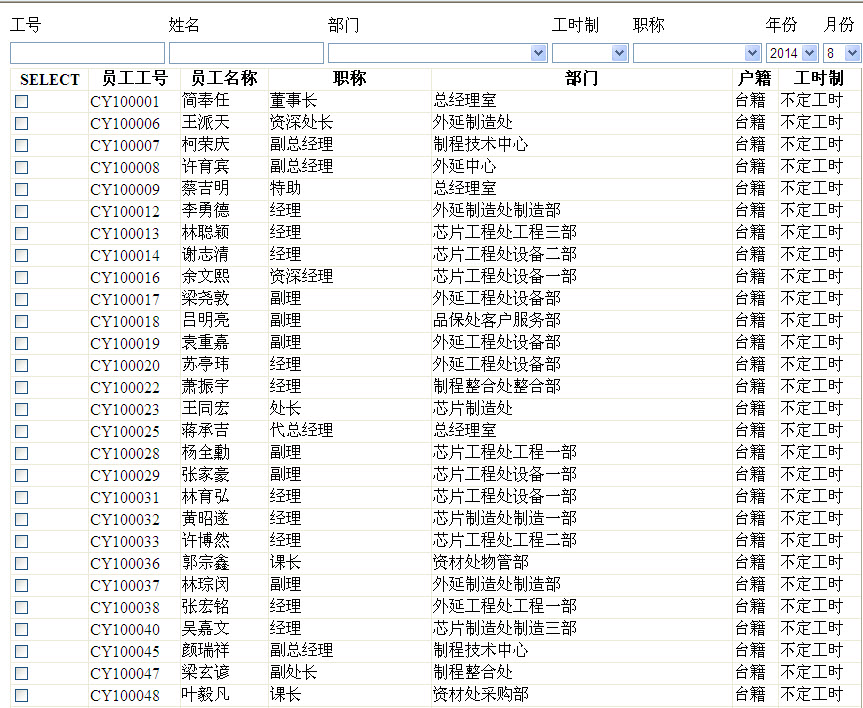 工号 姓名 部门 工时制 职称 年份 月份
2014 8
SELECT 员工工号 员工名称 职称 部门 户籍 工时制
CY100001 简奉任 董事长 总经理室 台籍 不定工时
CY100006 王派天 资深处长 外延制造处 台籍 不定工时
CY100007 柯荣庆 副总经理 制程技术中心 台籍 不定工时
CY100008 许育宾 副总经理 外延中心 台籍 不定工时
CY100009 蔡吉明 特助 总经理室 台籍 不定工时
CY100012 李勇德 经理 外延制造处制造部 台籍 不定工时
CY100013 林聪颖 经理 芯片工程处工程三部 台籍 不定工时
CY100014 谢志清 经理 芯片工程处设备二部 台籍 不定工时
CY100016 余文熙 资深经理 芯片工程处设备一部 台籍 不定工时
CY100017 梁尧敦 副理 外延工程处设备部 台籍 不定工时
CY100018 吕明亮 副理 品保处客户服务部 台籍 不定工时
CY100019 袁重嘉 副理 外延工程处设备部 台籍 不定工时
CY100020 苏亭玮 经理 外延工程处设备部 台籍 不定工时
CY100022 萧振宇 经理 制程整合处整合部 台籍 不定工时
CY100023 王同宏 处长 芯片制造处 台籍 不定工时
CY100025 蒋承吉 代总经理 总经理室 台籍 不定工时
CY100028 杨全勭 副理 芯片工程处工程一部 台籍 不定工时
CY100029 张家豪 副理 芯片工程处设备一部 台籍 不定工时
CY100031 林育弘 经理 芯片工程处设备一部 台籍 不定工时
CY100032 黄昭遂 经理 芯片制造处制造一部 台籍 不定工时
CY100033 许博然 经理 芯片工程处工程二部 台籍 不定工时
CY100036 郭宗鑫 课长 资材处物管部 台籍 不定工时
CY100037 林琮闵 副理 外延制造处制造部 台籍 不定工时
CY100038 张宏铭 经理 外延工程处工程一部 台籍 不定工时
CY100040 吴嘉文 经理 芯片制造处制造三部 台籍 不定工时
CY100045 颜瑞祥 副总经理 制程技术中心 台籍 不定工时
CY100047 梁玄谚 副处长 制程整合处 台籍 不定工时
CY100048 叶毅凡 课长 资材处采购部 台籍 不定工时